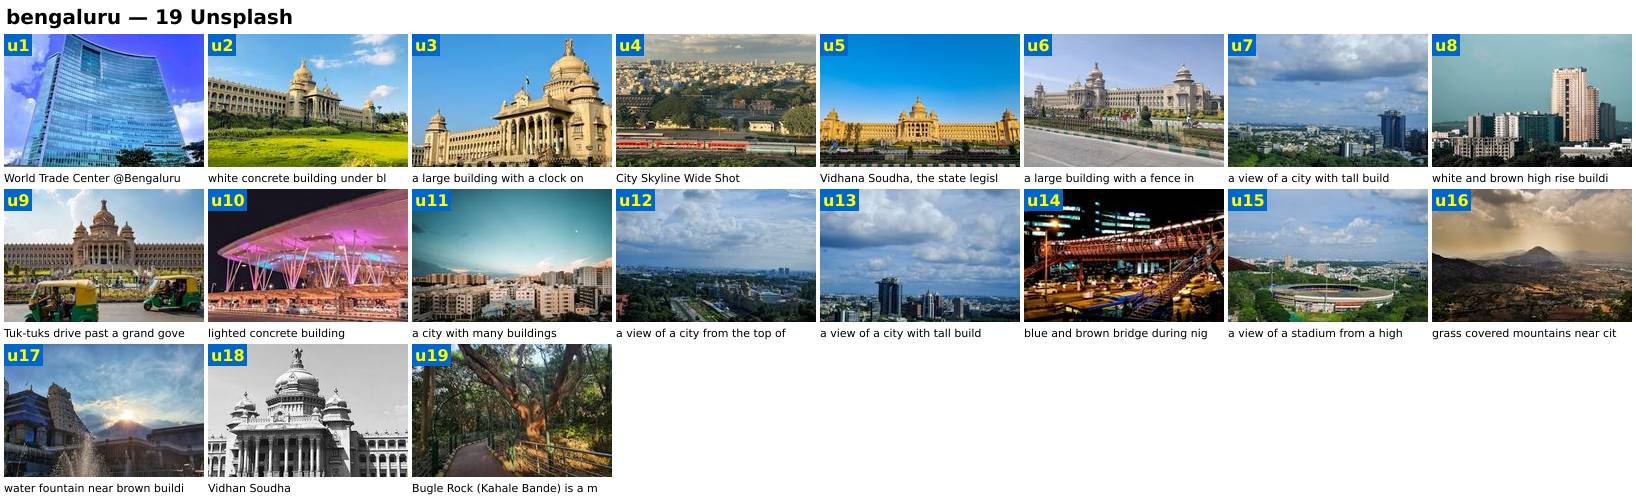 bengaluru — 19 Unsplash
u1
u2
u3
u4
u5
u6
u7
u8
World Trade Center @Bengaluru
white concrete building under bl
a large building with a clock on
City Skyline Wide Shot
Vidhana Soudha, the state legisl
a large building with a fence in
a view of a city with tall build
white and brown high rise buildi
u9
u10
u11
u12
u13
u14
u15
u16
Tuk-tuks drive past a grand gove
lighted concrete building
a city with many buildings
a view of a city from the top of
a view of a city with tall build
blue and brown bridge during nig
a view of a stadium from a high
grass covered mountains near cit
u17
u18
u19
water fountain near brown buildi
Vidhan Soudha
Bugle Rock (Kahale Bande) is a m